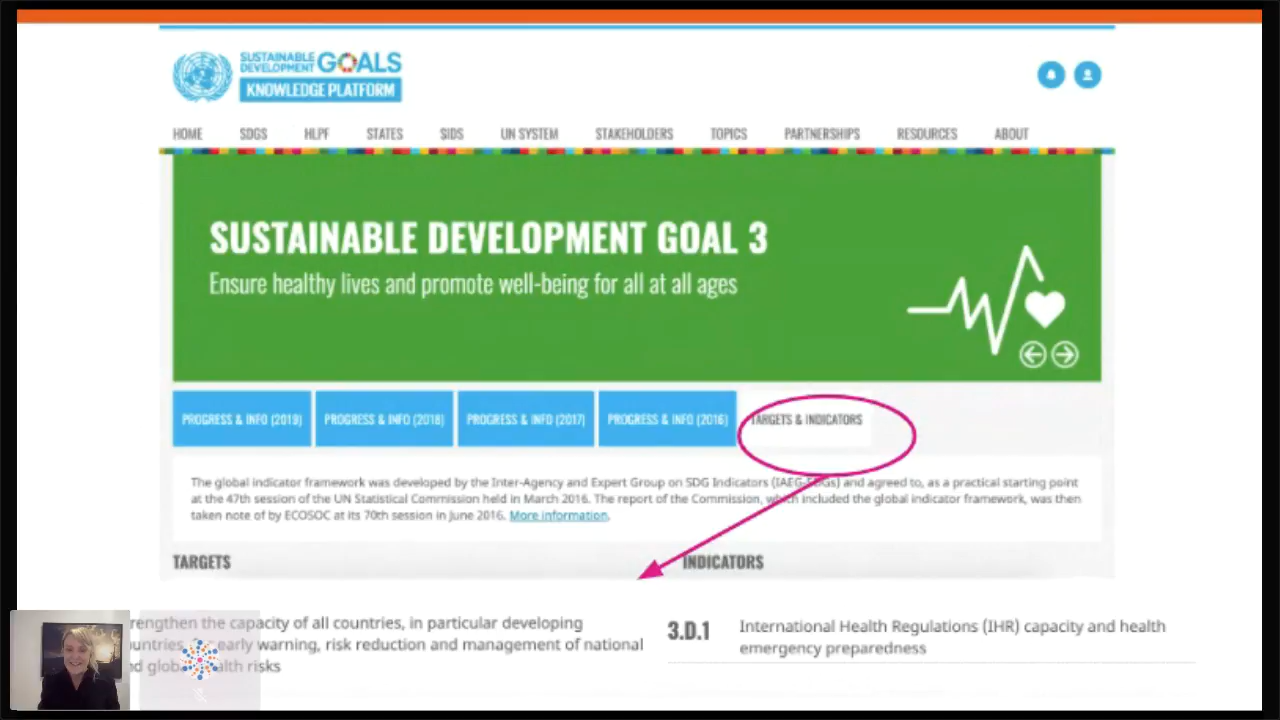 SUSTAINABLE
DEVELOPMENT GOALS
KNOWLEDGE PLATFORM
HOME SDGS HLPF STATES SIDS UN SYSTEM STAKEHOLDERS TOPICS PARTNERSHIPS RESOURCES ABOUT
SUSTAINABLE DEVELOPMENT GOAL 3
Ensure healthy lives and promote well-being for all at all ages
PROGRESS & INFO (2019) PROGRESS & INFO (2018) PROGRESS & INFO (2017) PROGRESS & INFO (2016) TARGETS & INDICATORS
The global indicator framework was developed by the Inter-Agency and Expert Group on SDG Indicators (IAEG-SDGs) and agreed to, as a practical starting point
at the 47th session of the UN Statistical Commission held in March 2016. The report of the Commission, which included the global indicator framework, was then
taken note of by ECOSOC at its 70th session in June 2016. More information.
TARGETS INDICATORS
rengthen the capacity of all countries, in particular developing
untries, early warning, risk reduction and management of national
global health risks
3.D.1 International Health Regulations (IHR) capacity and health
emergency preparedness